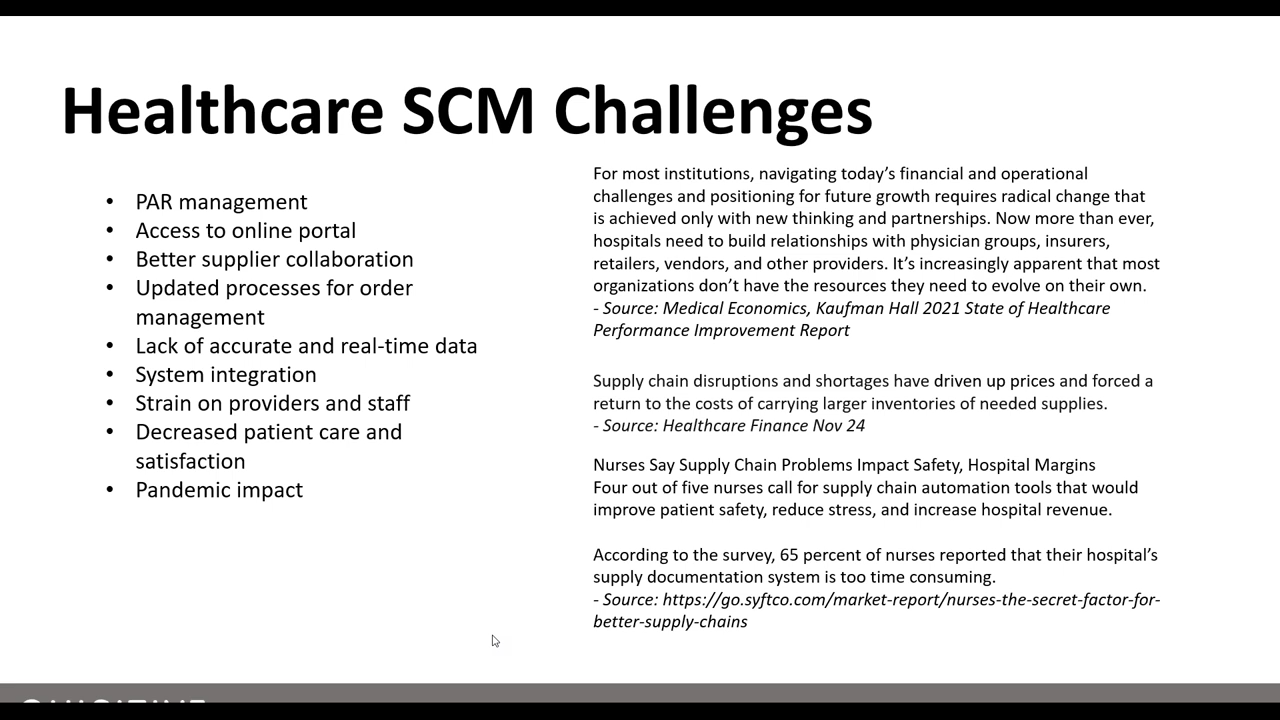 Healthcare SCM Challenges
• PAR management
• Access to online portal
• Better supplier collaboration
• Updated processes for order
management
• Lack of accurate and real-time data
• System integration
• Strain on providers and staff
• Decreased patient care and
satisfaction
• Pandemic impact
For most institutions, navigating today’s financial and operational
challenges and positioning for future growth requires radical change that
is achieved only with new thinking and partnerships. Now more than ever,
hospitals need to build relationships with physician groups, insurers,
retailers, vendors, and other providers. It’s increasingly apparent that most
organizations don’t have the resources they need to evolve on their own.
- Source: Medical Economics, Kaufman Hall 2021 State of Healthcare
Performance Improvement Report
Supply chain disruptions and shortages have driven up prices and forced a
return to the costs of carrying larger inventories of needed supplies.
- Source: Healthcare Finance Nov 24
Nurses Say Supply Chain Problems Impact Safety, Hospital Margins
Four out of five nurses call for supply chain automation tools that would
improve patient safety, reduce stress, and increase hospital revenue.
According to the survey, 65 percent of nurses reported that their hospital’s
supply documentation system is too time consuming.
- Source: https://go.syftco.com/market-report/nurses-the-secret-factor-for-
better-supply-chains